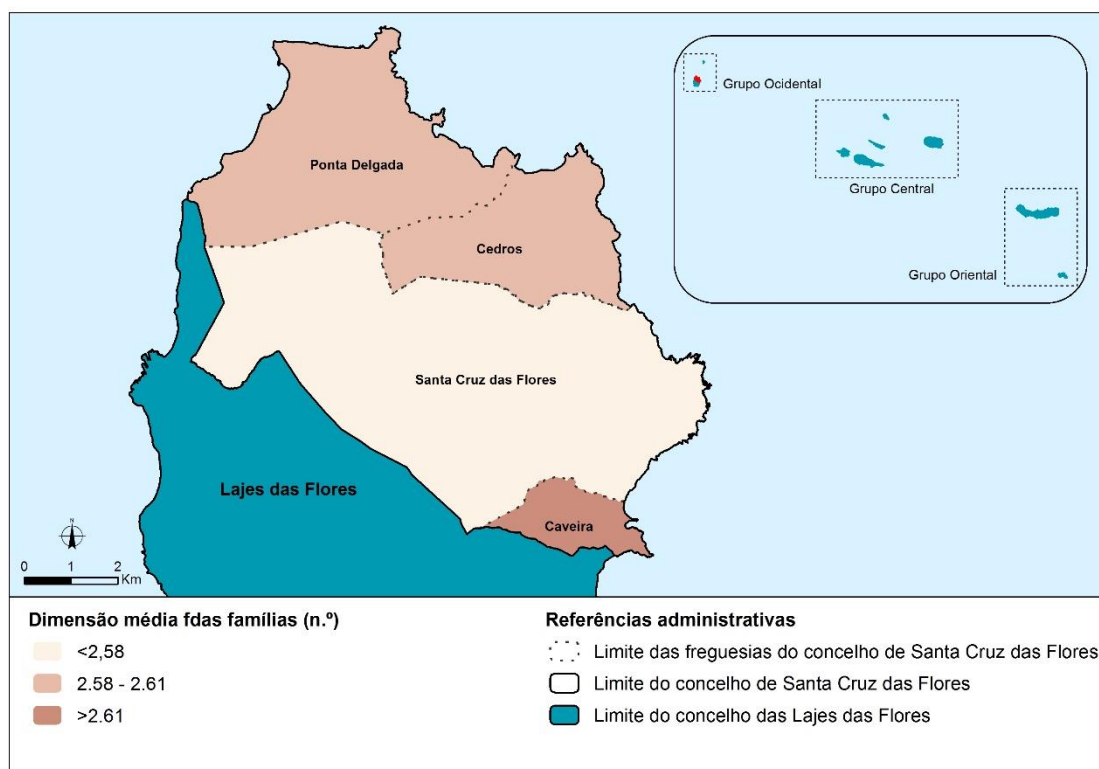 Grupo Ocidental
Grupo Central
Grupo Oriental
Ponta Delgada
Cedros
Santa Cruz das Flores
Lajes das Flores
Caveira
N
0 1 2
Km
Dimensão média fdas famílias (n.º)
<2,58
2.58 - 2.61
>2.61
Referências administrativas
Limite das freguesias do concelho de Santa Cruz das Flores
Limite do concelho de Santa Cruz das Flores
Limite do concelho das Lajes das Flores